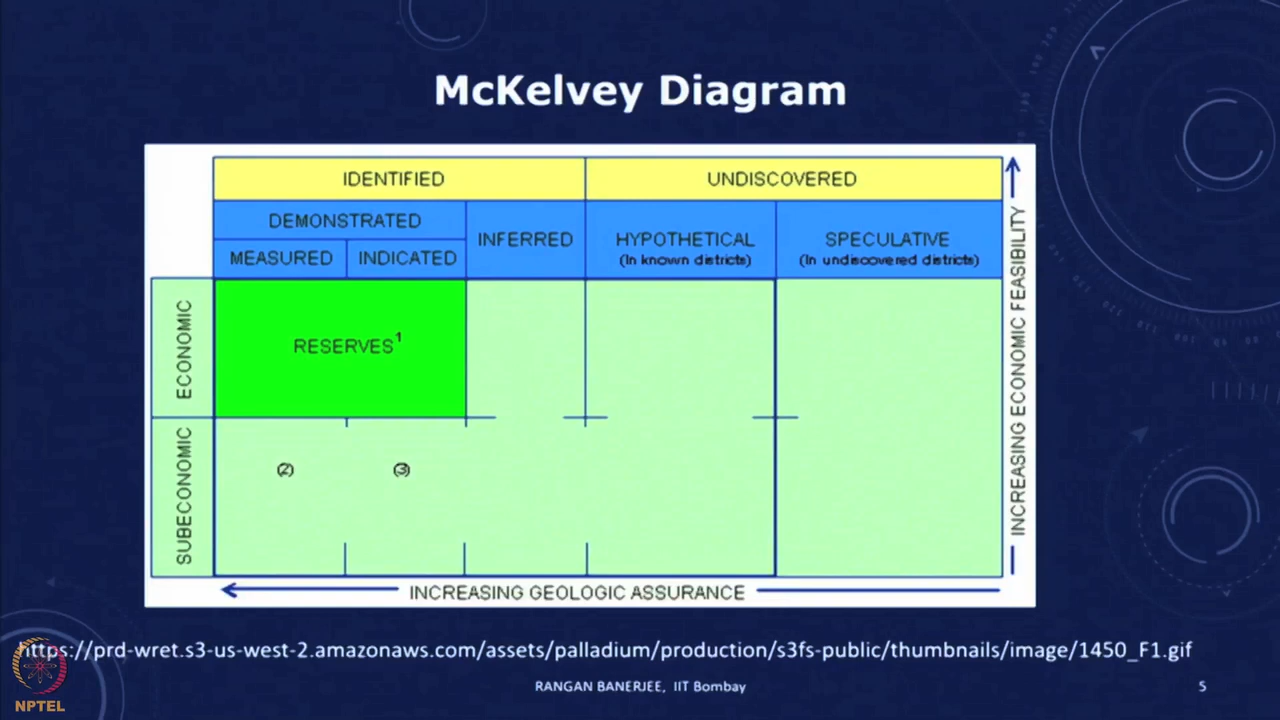 McKelvey Diagram
IDENTIFIED
UNDISCOVERED
DEMONSTRATED
MEASURED
INDICATED
INFERRED
HYPOTHETICAL
(In known districts)
SPECULATIVE
(In undiscovered districts)
ECONOMIC
RESERVES¹
SUBECONOMIC
(2)
(3)
INCREASING ECONOMIC FEASIBILITY
INCREASING GEOLOGIC ASSURANCE
https://prd-wret.s3-us-west-2.amazonaws.com/assets/palladium/production/s3fs-public/thumbnails/image/1450_F1.gif
RANGAN BANERJEE, IIT Bombay
5
NPTEL